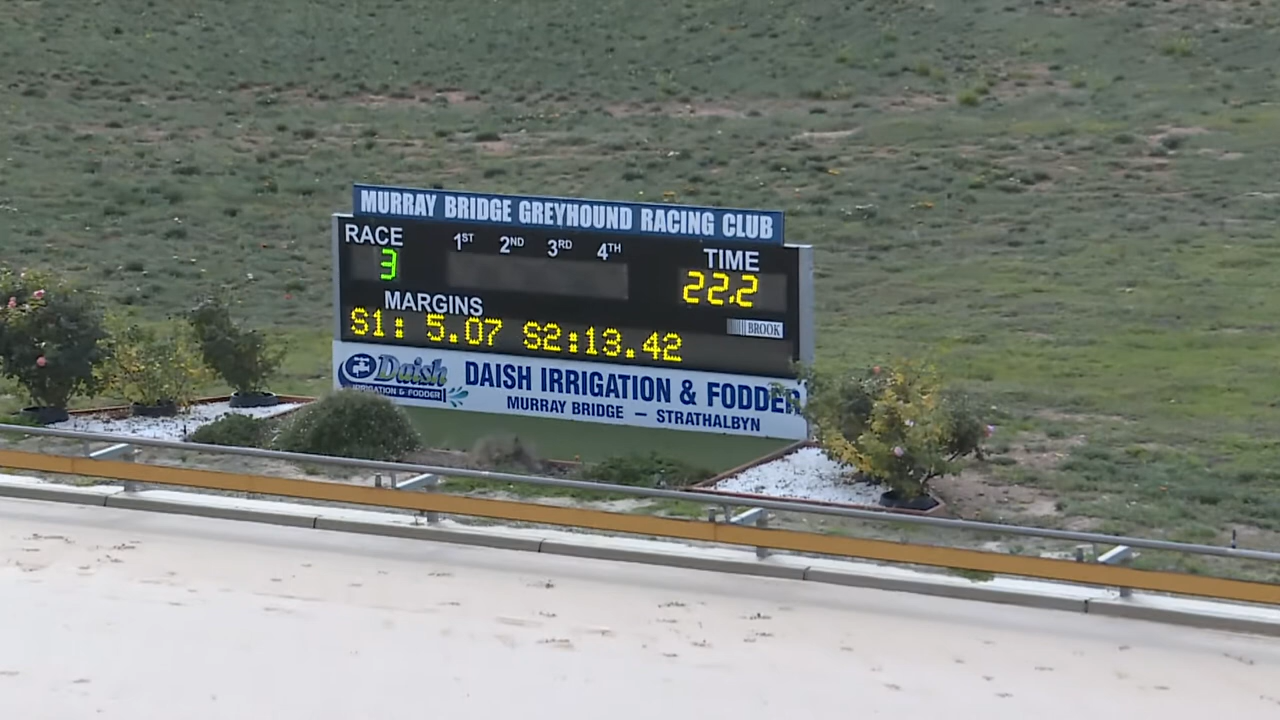 MURRAY BRIDGE GREYHOUND RACING CLUB
RACE 1ST 2ND 3RD 4TH TIME
3 22.2
MARGINS
BROOK
S1: 5.07 S2:13.42
Daish
IRRIGATION & FODDER
DAISH IRRIGATION & FODDER
MURRAY BRIDGE — STRATHALBYN